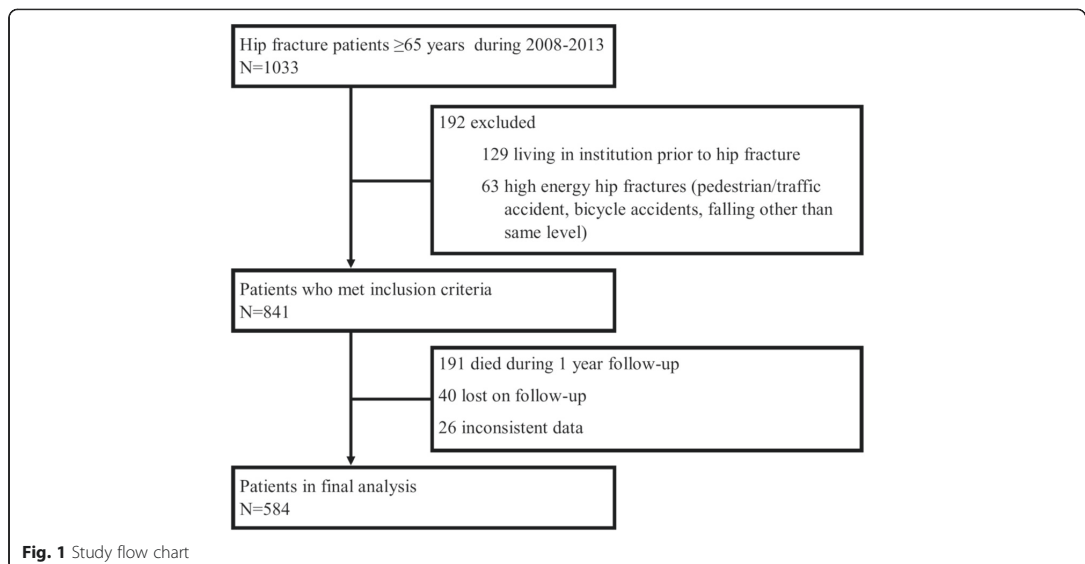 Hip fracture patients ≥65 years during 2008-2013
N=1033
192 excluded
129 living in institution prior to hip fracture
63 high energy hip fractures (pedestrian/traffic
accident, bicycle accidents, falling other than
same level)
Patients who met inclusion criteria
N=841
191 died during 1 year follow-up
40 lost on follow-up
26 inconsistent data
Patients in final analysis
N=584
Fig. 1 Study flow chart